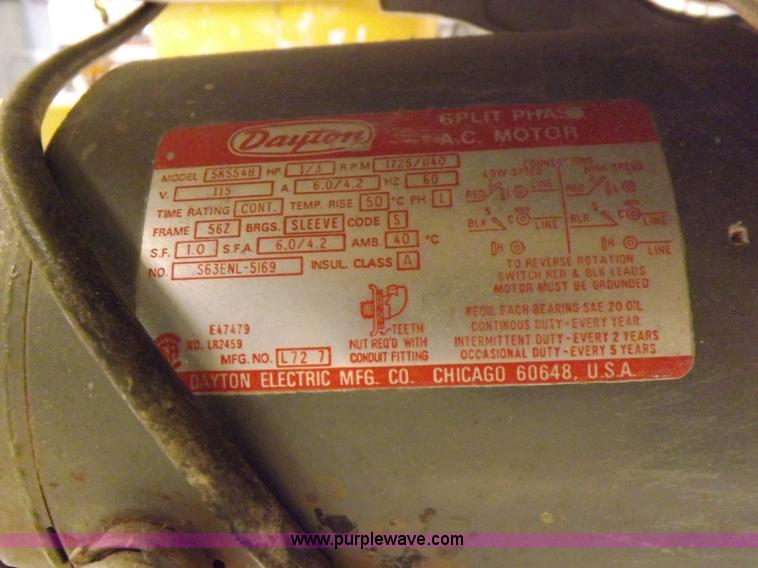 Dayton
SPLIT PHASE
A.C. MOTOR
MODEL 5K554B HP. 1/3 R.P.M 1725/1140
V. 115 A. 6.0/4.2 HZ 60
TIME RATING CONT. TEMP. RISE 50 °C PH 1
FRAME 56Z BRGS. SLEEVE CODE S
S.F. 1.0 S.F.A. 6.0/4.2 AMB. 40 °C
NO. S63ENL-5169 INSUL. CLASS A
CONNECTIONS
LOW SPEED HIGH SPEED
RED L LINE RED L
5 5
BLK C LINE BLK C LINE
H H LINE
TO REVERSE ROTATION
SWITCH RED & BLK LEADS
MOTOR MUST BE GROUNDED
E47479
NO. LR2459
MFG. NO. L72 7
TEETH
NUT REQ'D WITH
CONDUIT FITTING
REOIL EACH BEARING SAE 20 OIL
CONTINOUS DUTY - EVERY YEAR
INTERMITTENT DUTY - EVERY 2 YEARS
OCCASIONAL DUTY - EVERY 5 YEARS
DAYTON ELECTRIC MFG. CO. CHICAGO 60648, U.S.A.
www.purplewave.com